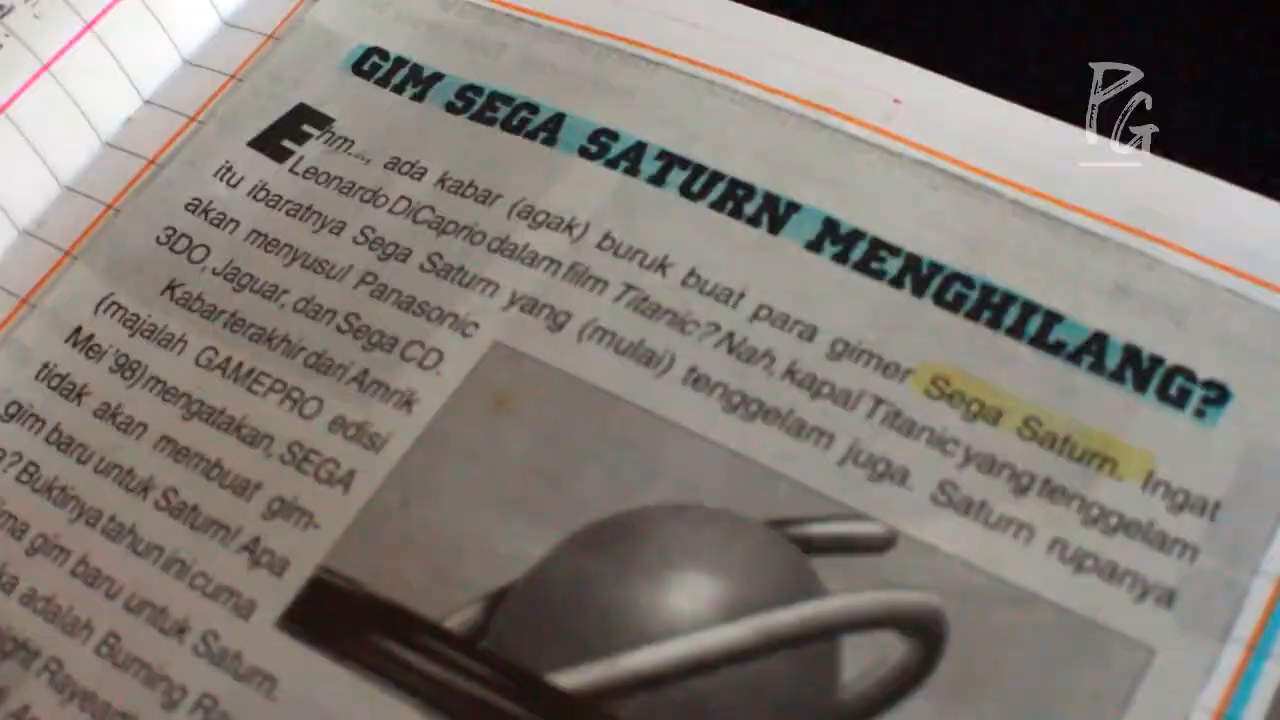 PG
GIM SEGA SATURN MENGHILANG?
Ehm..., ada kabar (agak) buruk buat para gimer Sega Saturn. Ingat
Leonardo DiCaprio dalam film Titanic? Nah, kapal Titanic yang tenggelam
itu ibaratnya Sega Saturn yang (mulai) tenggelam juga. Saturn rupanya
akan menyusul Panasonic
3DO, Jaguar, dan Sega CD.
Kabar terakhir dari Amrik
(majalah GAMEPRO edisi
Mei '98) mengatakan, SEGA
tidak akan membuat gim-
gim baru untuk Saturn! Apa
? Buktinya tahun ini cuma
gim baru untuk Saturn.
adalah Burning